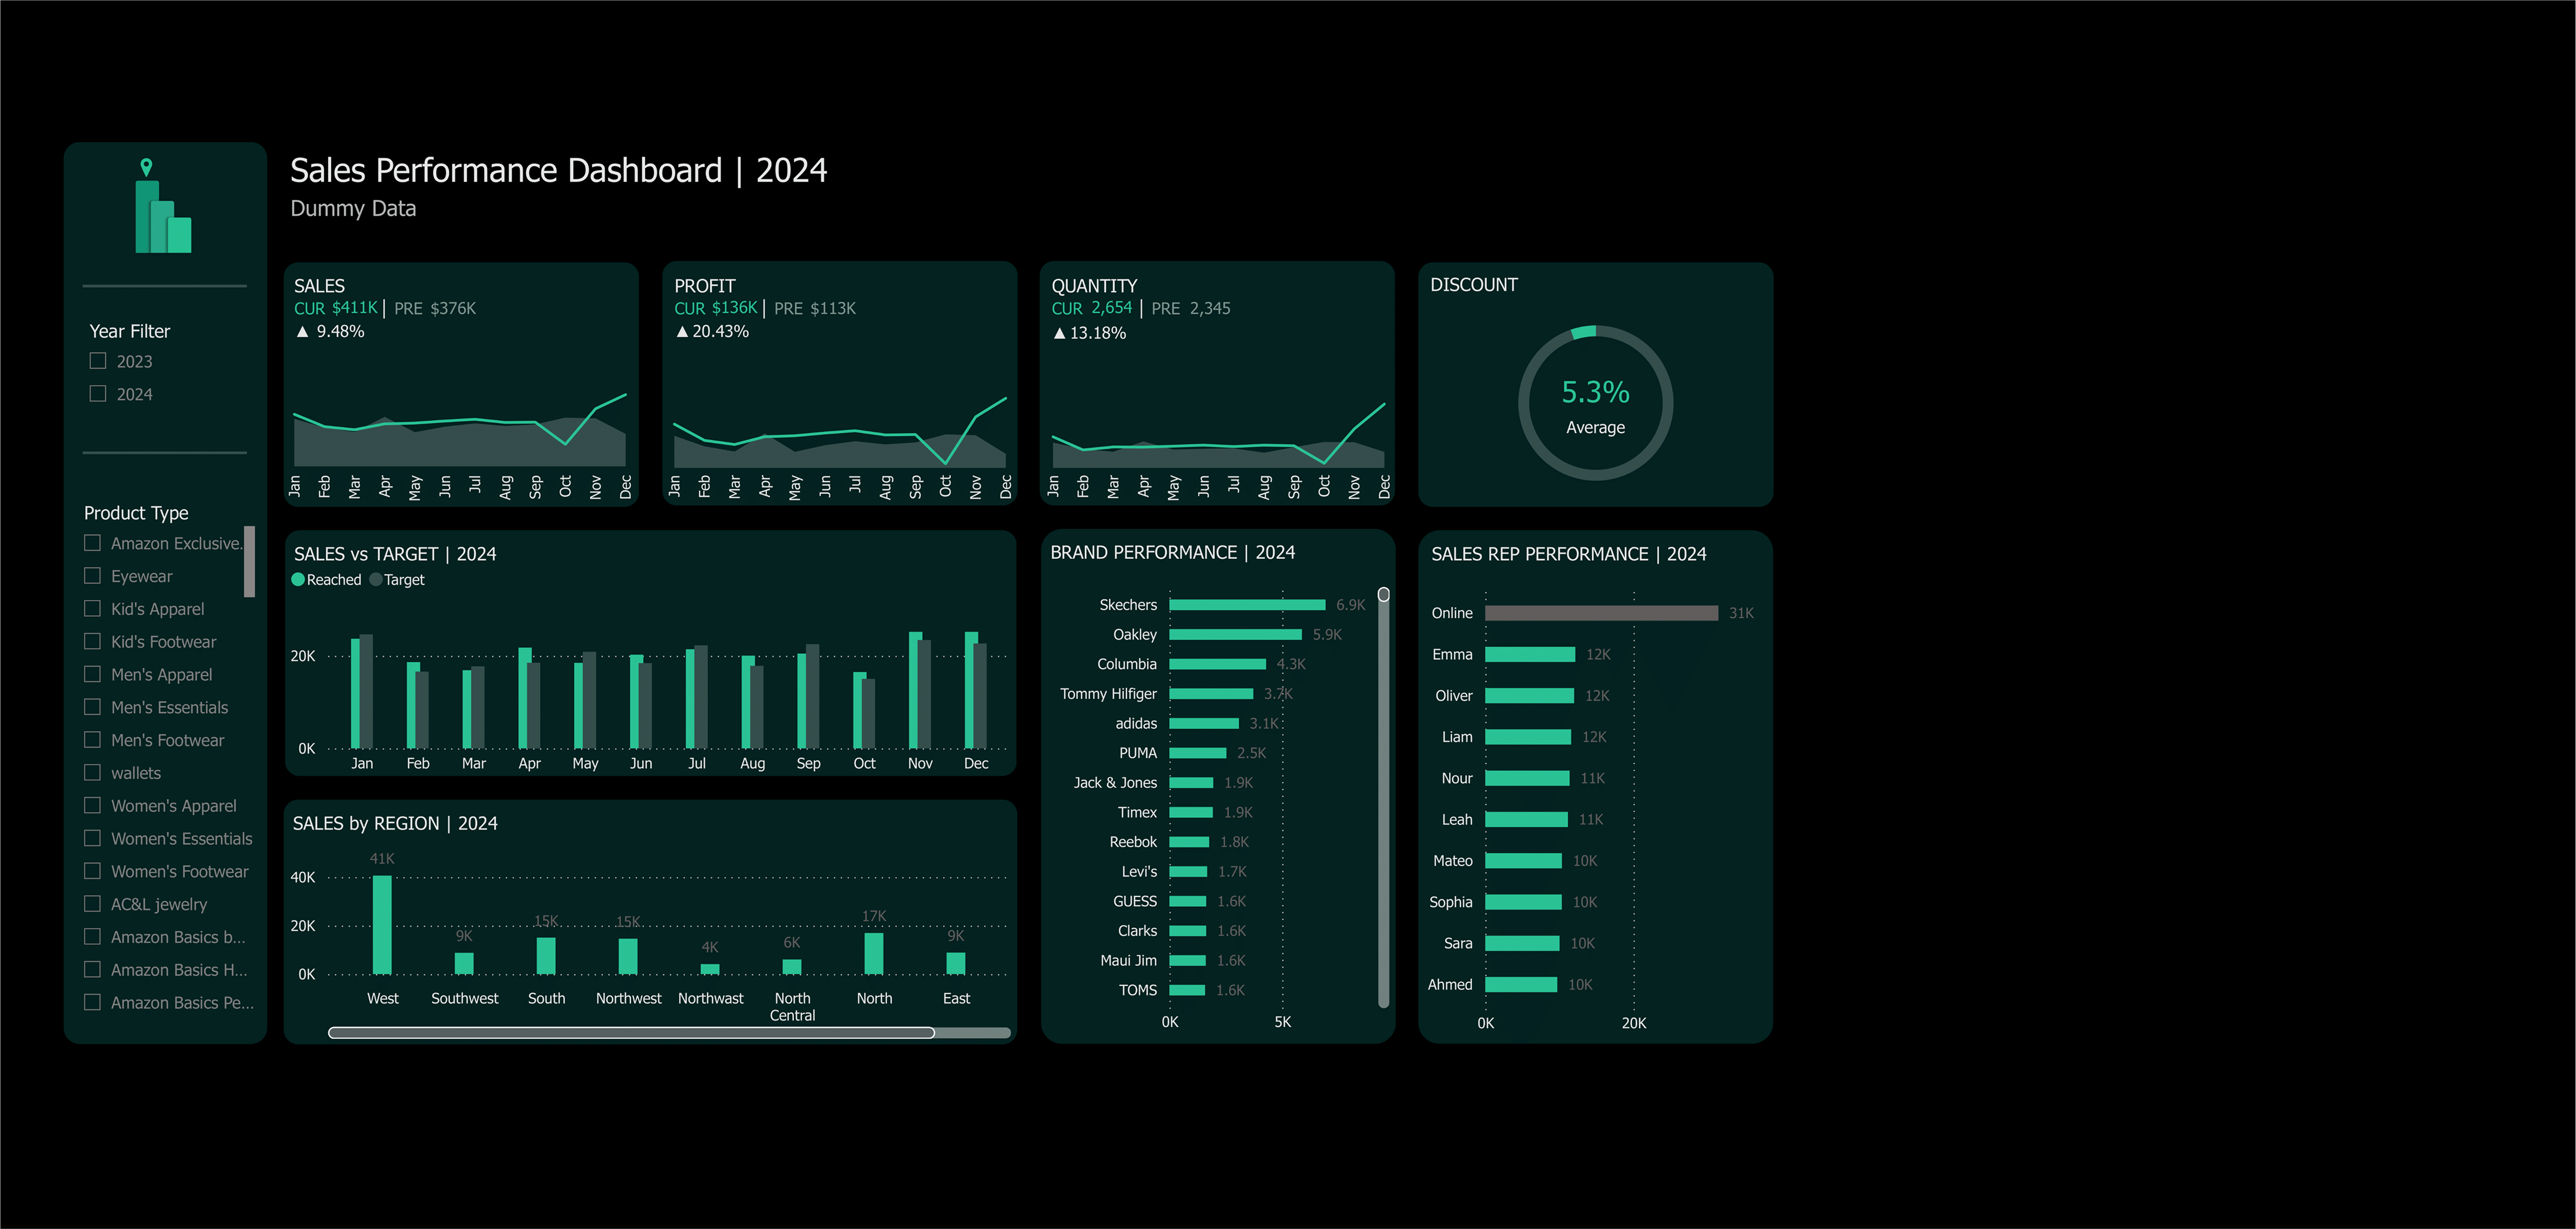 Sales Performance Dashboard | 2024
Dummy Data
Year Filter
2023
2024
Product Type
Amazon Exclusive.
Eyewear
Kid's Apparel
Kid's Footwear
Men's Apparel
Men's Essentials
Men's Footwear
wallets
Women's Apparel
Women's Essentials
Women's Footwear
AC&L jewelry
Amazon Basics b...
Amazon Basics H...
Amazon Basics Pe...
SALES
CUR $411K | PRE $376K
▲ 9.48%
Jan Feb Mar Apr May Jun Jul Aug Sep Oct Nov Dec
PROFIT
CUR $136K | PRE $113K
▲ 20.43%
Jan Feb Mar Apr May Jun Jul Aug Sep Oct Nov Dec
QUANTITY
CUR 2,654 | PRE 2,345
▲ 13.18%
Jan Feb Mar Apr May Jun Jul Aug Sep Oct Nov Dec
DISCOUNT
5.3%
Average
SALES vs TARGET | 2024
Reached Target
20K
0K
Jan Feb Mar Apr May Jun Jul Aug Sep Oct Nov Dec
SALES by REGION | 2024
40K
20K
0K
41K 9K 15K 15K 4K 6K 17K 9K
West Southwest South Northwest Northwast North Central North East
BRAND PERFORMANCE | 2024
Skechers 6.9K
Oakley 5.9K
Columbia 4.3K
Tommy Hilfiger 3.7K
adidas 3.1K
PUMA 2.5K
Jack & Jones 1.9K
Timex 1.9K
Reebok 1.8K
Levi's 1.7K
GUESS 1.6K
Clarks 1.6K
Maui Jim 1.6K
TOMS 1.6K
0K 5K
SALES REP PERFORMANCE | 2024
Online 31K
Emma 12K
Oliver 12K
Liam 12K
Nour 11K
Leah 11K
Mateo 10K
Sophia 10K
Sara 10K
Ahmed 10K
0K 20K